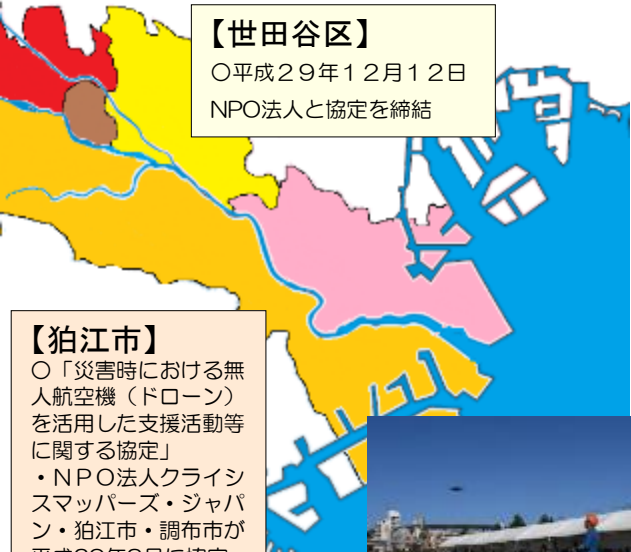 【世田谷区】
○平成２９年１２月１２日
NPO法人と協定を締結
【狛江市】
○「災害時における無
人航空機（ドローン）
を活用した支援活動等
に関する協定」
・ＮＰＯ法人クライシ
スマッパーズ・ジャパ
ン・狛江市・調布市が